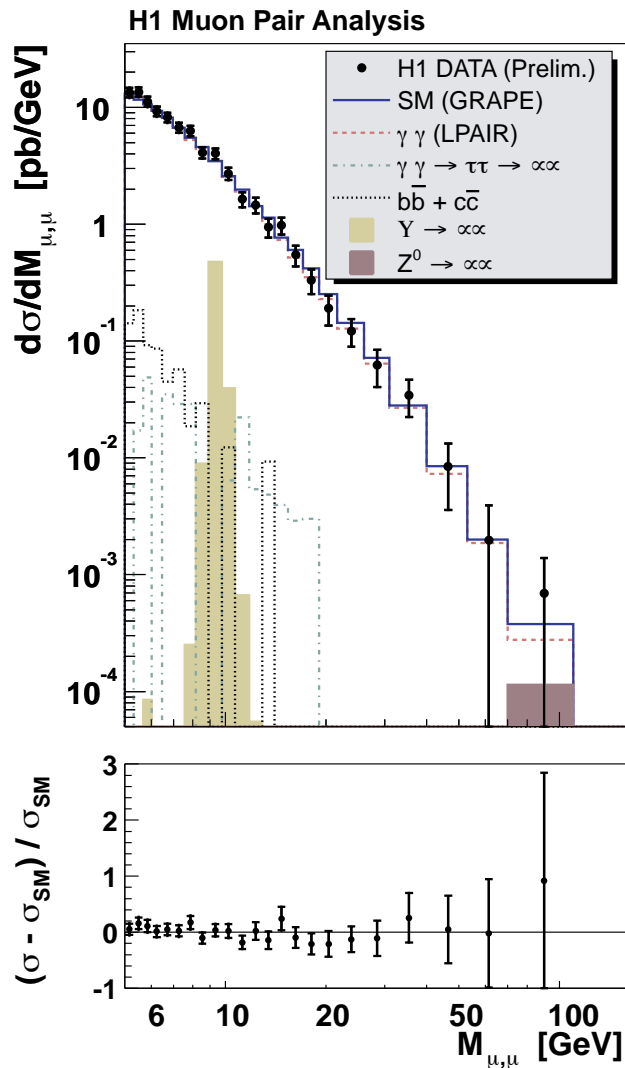 H1 Muon Pair Analysis
dσ/dM μ,μ [pb/GeV]
10
1
10 -1
10 -2
10 -3
10 -4
H1 DATA (Prelim.)
SM (GRAPE)
γ γ (LPAIR)
γ γ → ττ → ∝∝
bb̅ + cc̅
Υ → ∝∝
Z0 → ∝∝
(σ - σSM) / σSM
3
2
1
0
-1
6 10 20 50 100
M μ,μ [GeV]